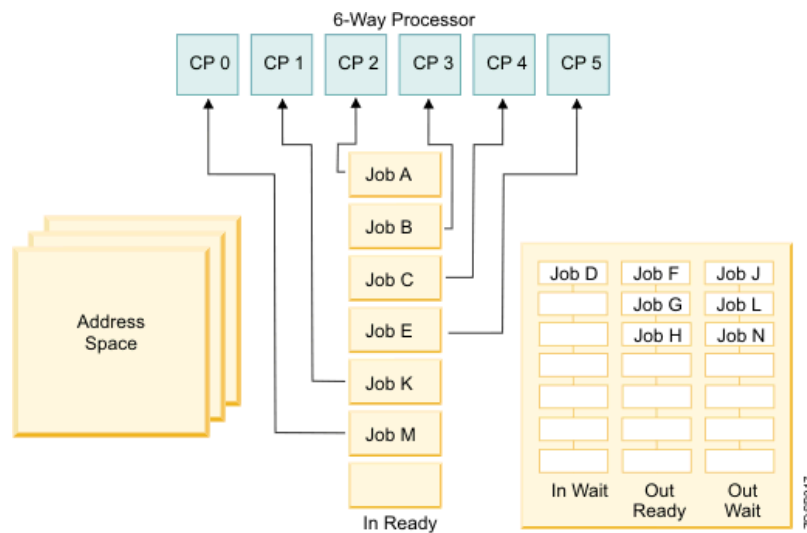 6-Way Processor
CP 0 CP 1 CP 2 CP 3 CP 4 CP 5
Job A
Job B
Job C
Job E
Job K
Job M
In Ready
Address
Space
Job D Job F Job J
Job G Job L
Job H Job N
In Wait Out Out
Ready Wait